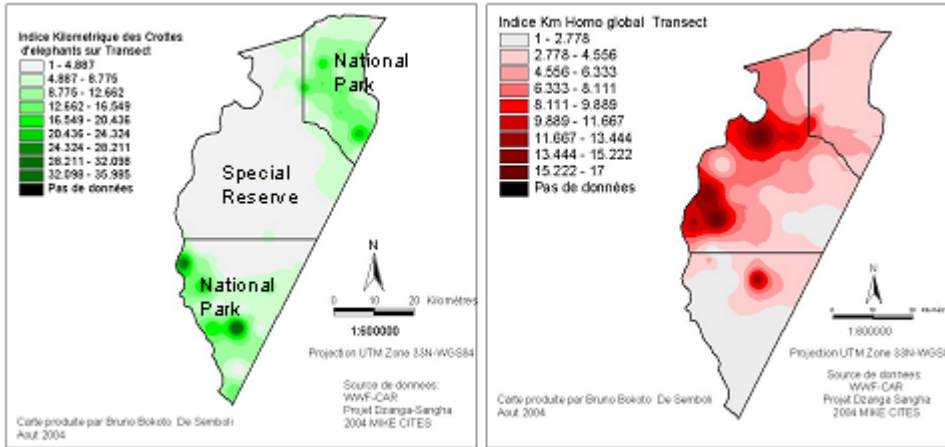 Indice Kilometrique des Crottes
d'elephants sur Transect
1 - 4.887
4.887 - 8.775
8.775 - 12.662
12.662 - 16.549
16.549 - 20.436
20.436 - 24.324
24.324 - 28.211
28.211 - 32.098
32.098 - 35.985
Pas de données
National
Park
Special
Reserve
National
Park
N
0 10 20 Kilomètres
1:600000
Projection UTM Zone 33N-WGS84
Source de donnees:
WWF-CAR
Projet Dzanga-Sangha
2004 MIKE CITES
Carte produite par Bruno Bokoto De Semboli
Aout 2004
Indice Km Homo global Transect
1 - 2.778
2.778 - 4.556
4.556 - 6.333
6.333 - 8.111
8.111 - 9.889
9.889 - 11.667
11.667 - 13.444
13.444 - 15.222
15.222 - 17
Pas de données
N
Projection UTM Zone 33N-WGS8
Source de donnees:
WWF-CAR
Projet Dzanga Sangha
2004 MIKE CITES
Carte produite par Bruno Bokoto De Semboli
Aout 2004